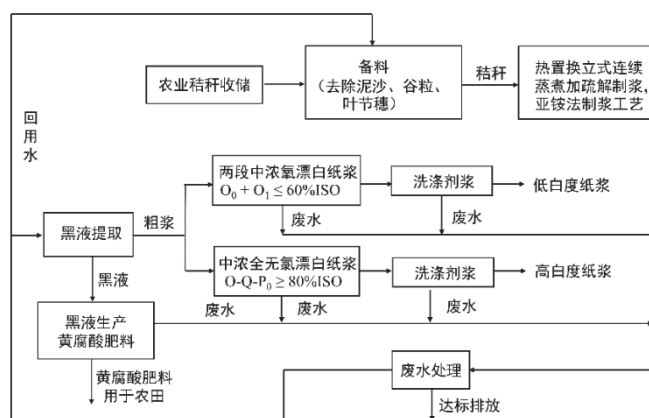 农业秸秆收储
备料
(去除泥沙、谷粒、
叶节穗)
秸秆
热置换立式连续
蒸煮加疏解制浆,
亚铵法制浆工艺
回用水
两段中浓氧漂白纸浆
O₀ + O₁ ≤ 60%ISO
洗涤剂浆
低白度纸浆
废水
废水
黑液提取
粗浆
中浓全无氯漂白纸浆
O-Q-P₀ ≥ 80%ISO
洗涤剂浆
高白度纸浆
黑液
废水
废水
废水
黑液生产
黄腐酸肥料
黄腐酸肥料
用于农田
废水处理
达标排放